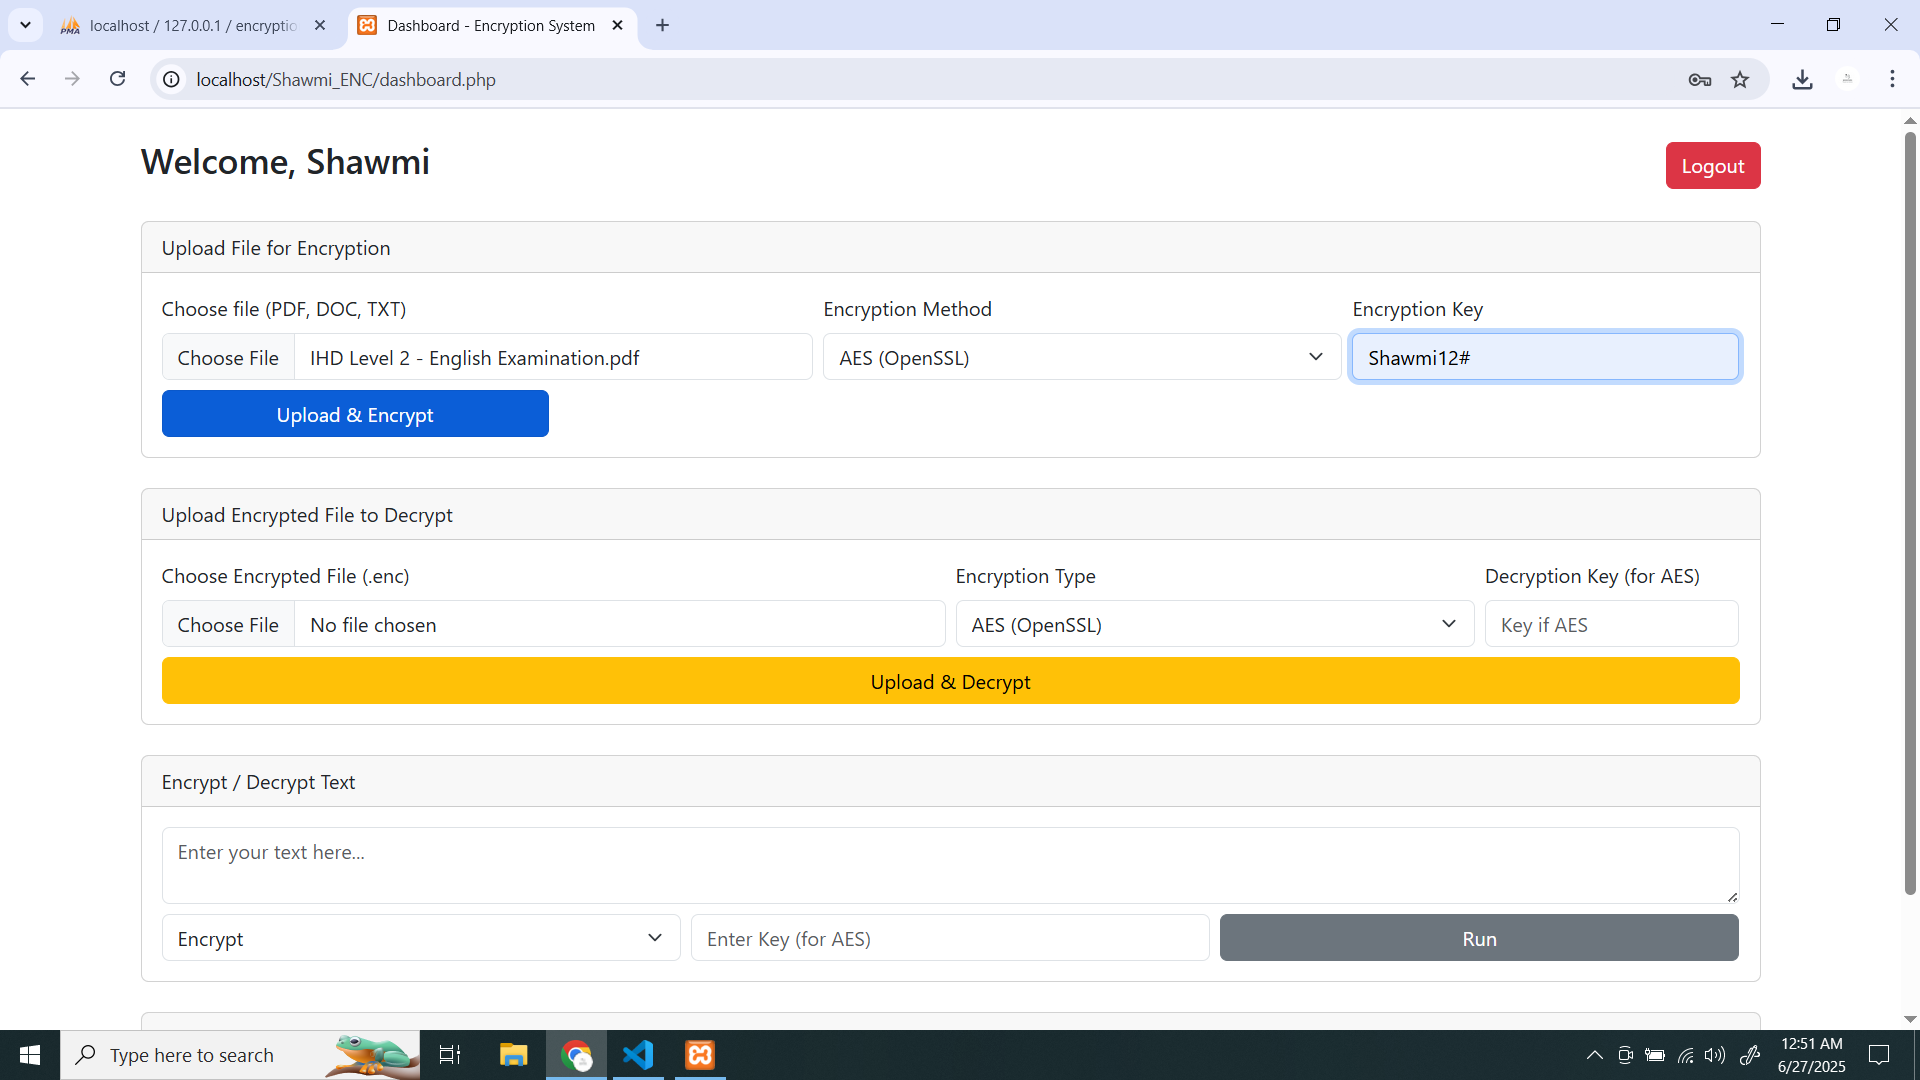 localhost / 127.0.0.1 / encryptio
Dashboard - Encryption System
localhost/Shawmi_ENC/dashboard.php
Welcome, Shawmi
Logout
Upload File for Encryption
Choose file (PDF, DOC, TXT)
Encryption Method
Encryption Key
Choose File
IHD Level 2 - English Examination.pdf
AES (OpenSSL)
Shawmi12#
Upload & Encrypt
Upload Encrypted File to Decrypt
Choose Encrypted File (.enc)
Encryption Type
Decryption Key (for AES)
Choose File
No file chosen
AES (OpenSSL)
Key if AES
Upload & Decrypt
Encrypt / Decrypt Text
Enter your text here...
Encrypt
Enter Key (for AES)
Run
Type here to search
12:51 AM
6/27/2025